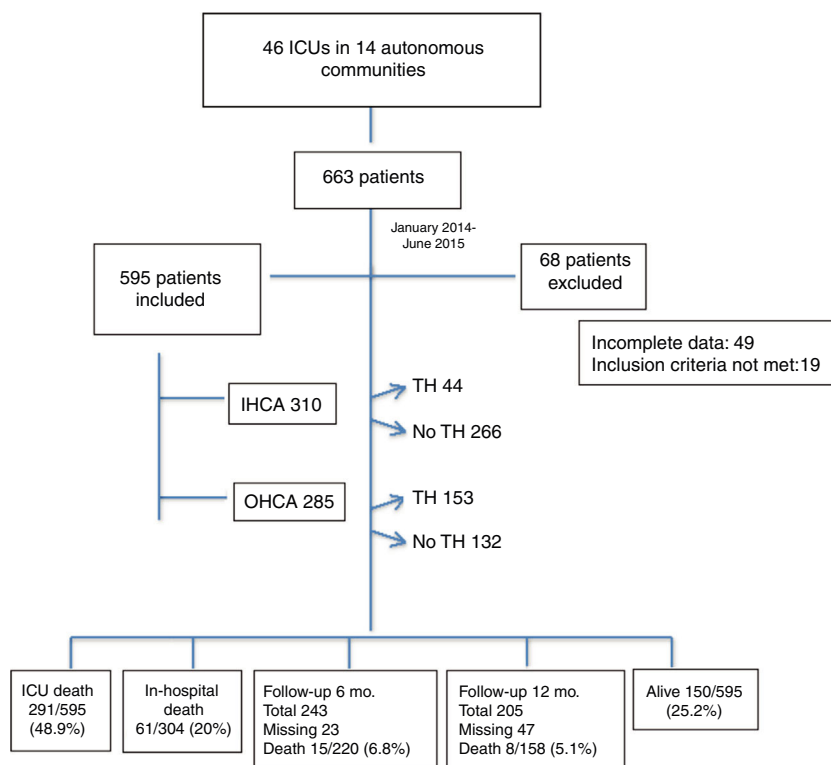 46 ICUs in 14 autonomous
communities
663 patients
January 2014-
June 2015
595 patients
included
68 patients
excluded
Incomplete data: 49
Inclusion criteria not met:19
IHCA 310
TH 44
No TH 266
OHCA 285
TH 153
No TH 132
ICU death
291/595
(48.9%)
In-hospital
death
61/304 (20%)
Follow-up 6 mo.
Total 243
Missing 23
Death 15/220 (6.8%)
Follow-up 12 mo.
Total 205
Missing 47
Death 8/158 (5.1%)
Alive 150/595
(25.2%)